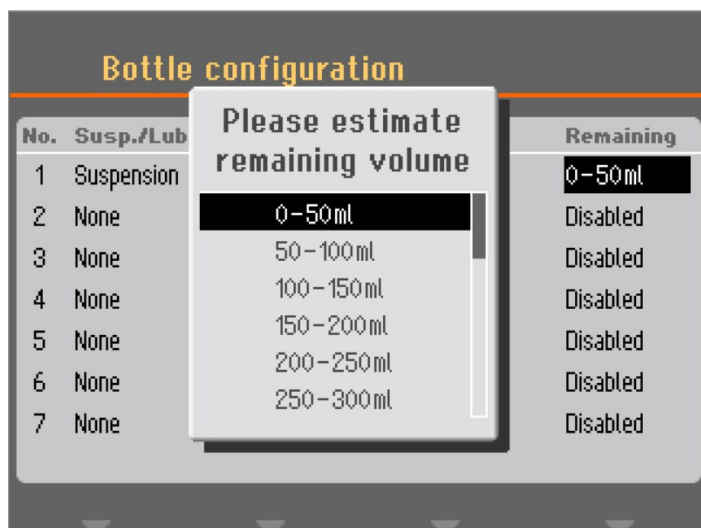 Bottle configuration
Please estimate
remaining volume
No. Susp./Lub Remaining
1 Suspension 0-50ml 0-50ml
2 None 50-100ml Disabled
3 None 100-150ml Disabled
4 None 150-200ml Disabled
5 None 200-250ml Disabled
6 None 250-300ml Disabled
7 None Disabled